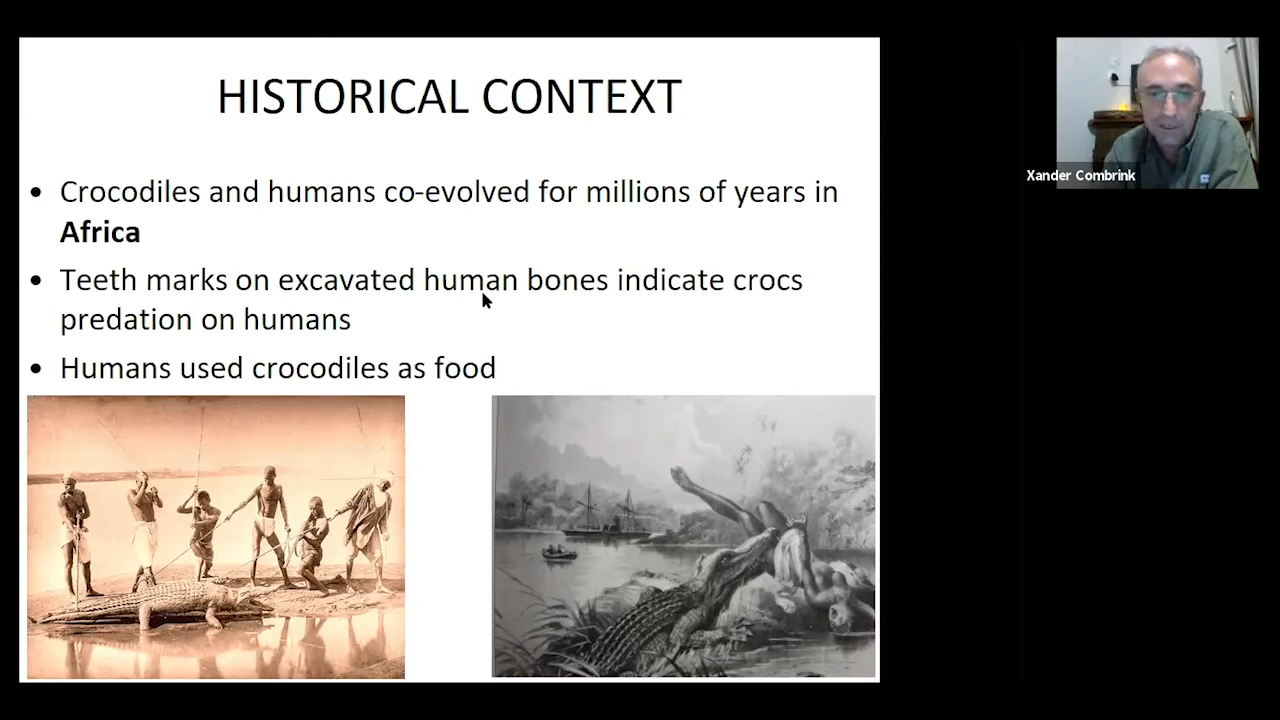 HISTORICAL CONTEXT
• Crocodiles and humans co-evolved for millions of years in
Africa
• Teeth marks on excavated human bones indicate crocs
predation on humans
• Humans used crocodiles as food
Xander Combrink